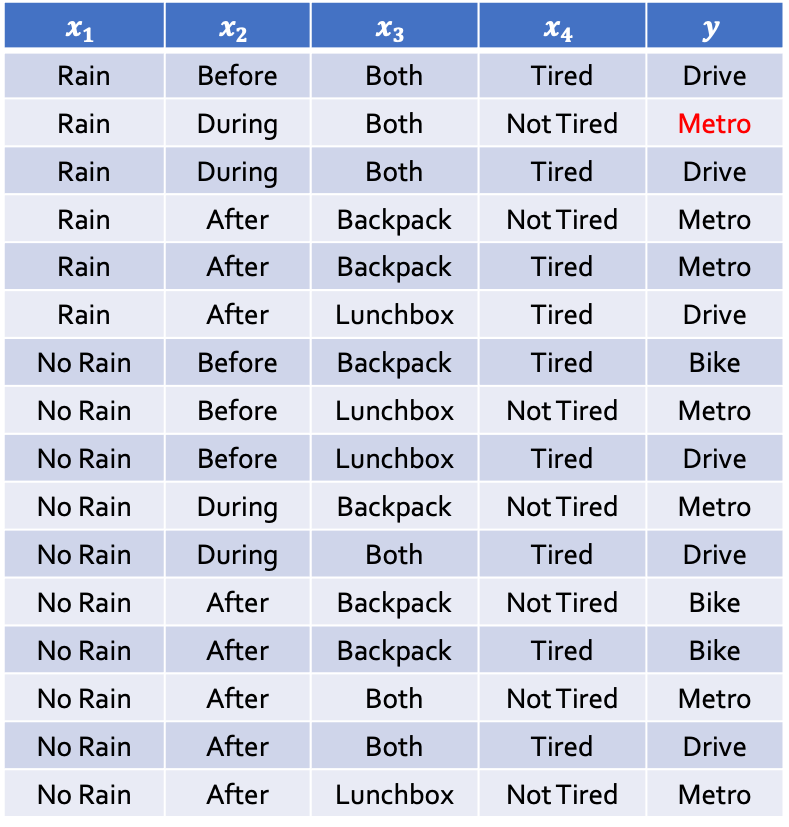 x₁ x₂ x₃ x₄ y
Rain Before Both Tired Drive
Rain During Both Not Tired Metro
Rain During Both Tired Drive
Rain After Backpack Not Tired Metro
Rain After Backpack Tired Metro
Rain After Lunchbox Tired Drive
No Rain Before Backpack Tired Bike
No Rain Before Lunchbox Not Tired Metro
No Rain Before Lunchbox Tired Drive
No Rain During Backpack Not Tired Metro
No Rain During Both Tired Drive
No Rain After Backpack Not Tired Bike
No Rain After Backpack Tired Bike
No Rain After Both Not Tired Metro
No Rain After Both Tired Drive
No Rain After Lunchbox Not Tired Metro